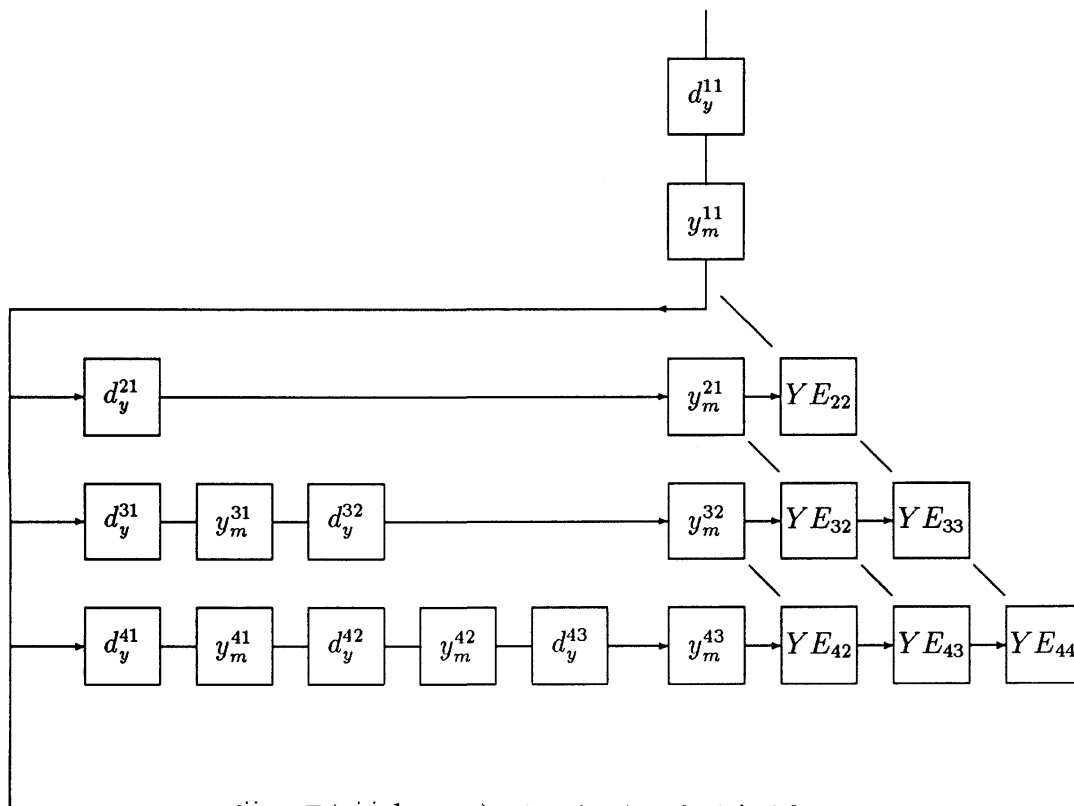 d_y^{11}
y_m^{11}
d_y^{21} y_m^{21} YE_{22}
d_y^{31} y_m^{31} d_y^{32} y_m^{32} YE_{32} YE_{33}
d_y^{41} y_m^{41} d_y^{42} y_m^{42} d_y^{43} y_m^{43} YE_{42} YE_{43} YE_{44}